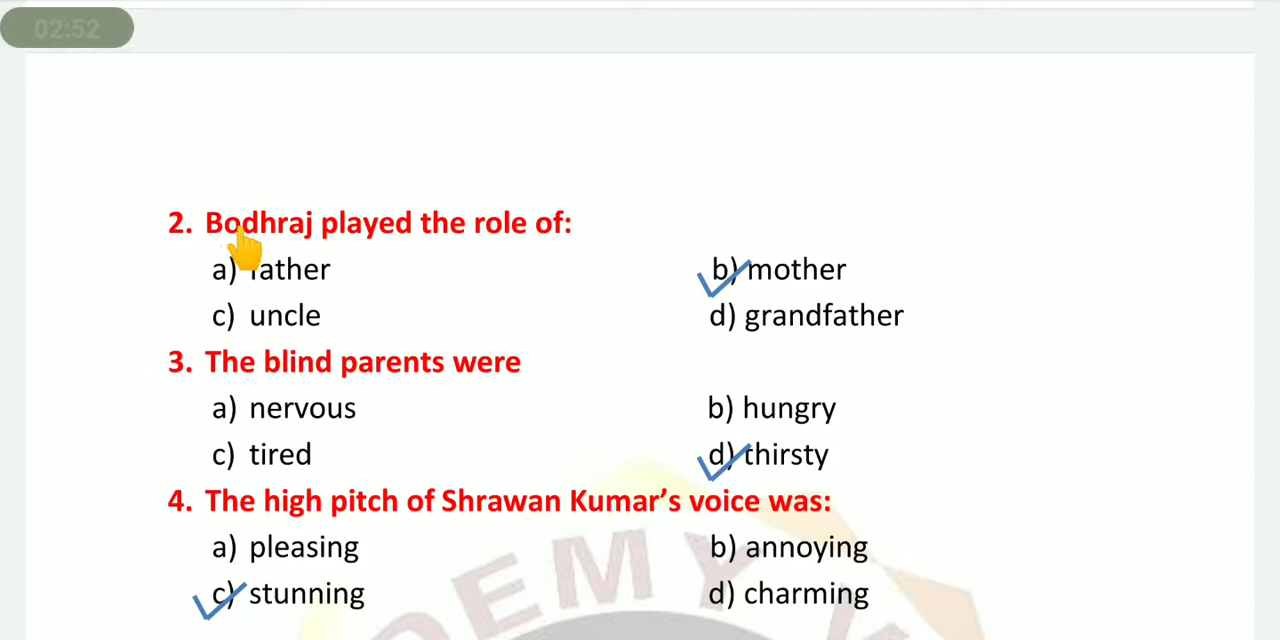 02:52
2. Bodhraj played the role of:
a) father b) mother
c) uncle d) grandfather
3. The blind parents were
a) nervous b) hungry
c) tired d) thirsty
4. The high pitch of Shrawan Kumar's voice was:
a) pleasing b) annoying
c) stunning d) charming